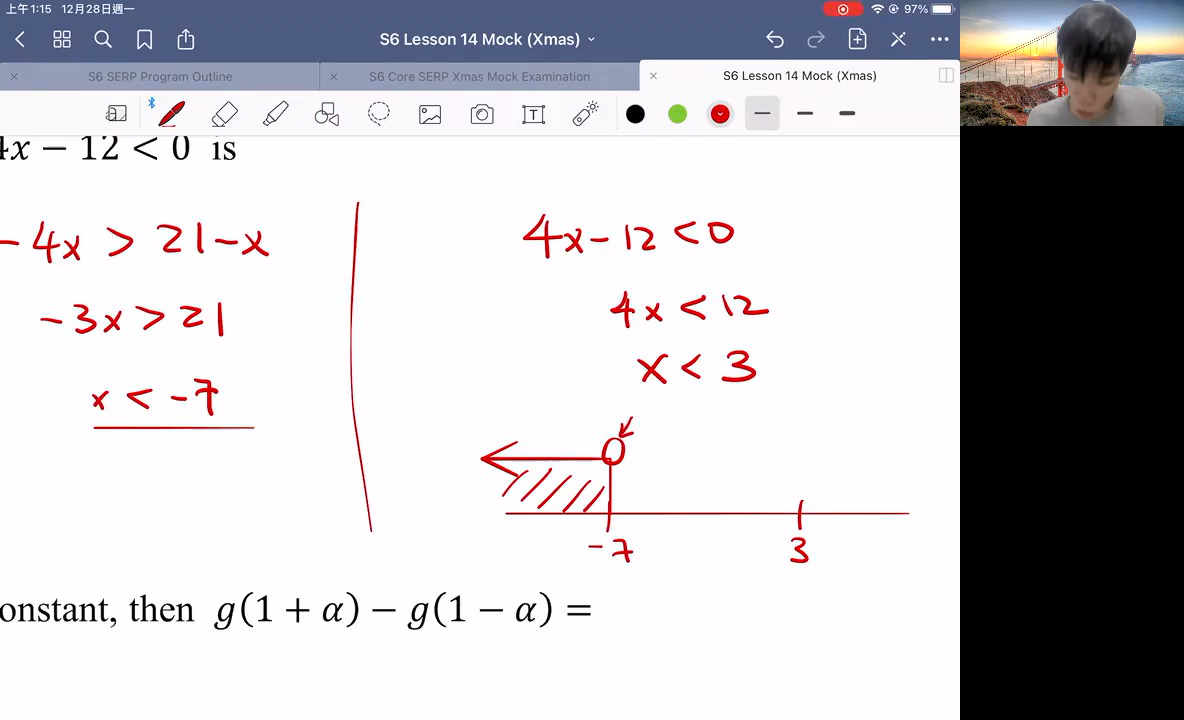 上午1:15 12月28日週一
97%
S6 Lesson 14 Mock (Xmas)
S6 SERP Program Outline
S6 Core SERP Xmas Mock Examination
S6 Lesson 14 Mock (Xmas)
4x − 12 < 0 is
- 4x > 21-x
-3x > 21
x < -7
4x-12 <0
4x < 12
x < 3
-7
3
onstant, then g(1 + α) − g(1 − α) =